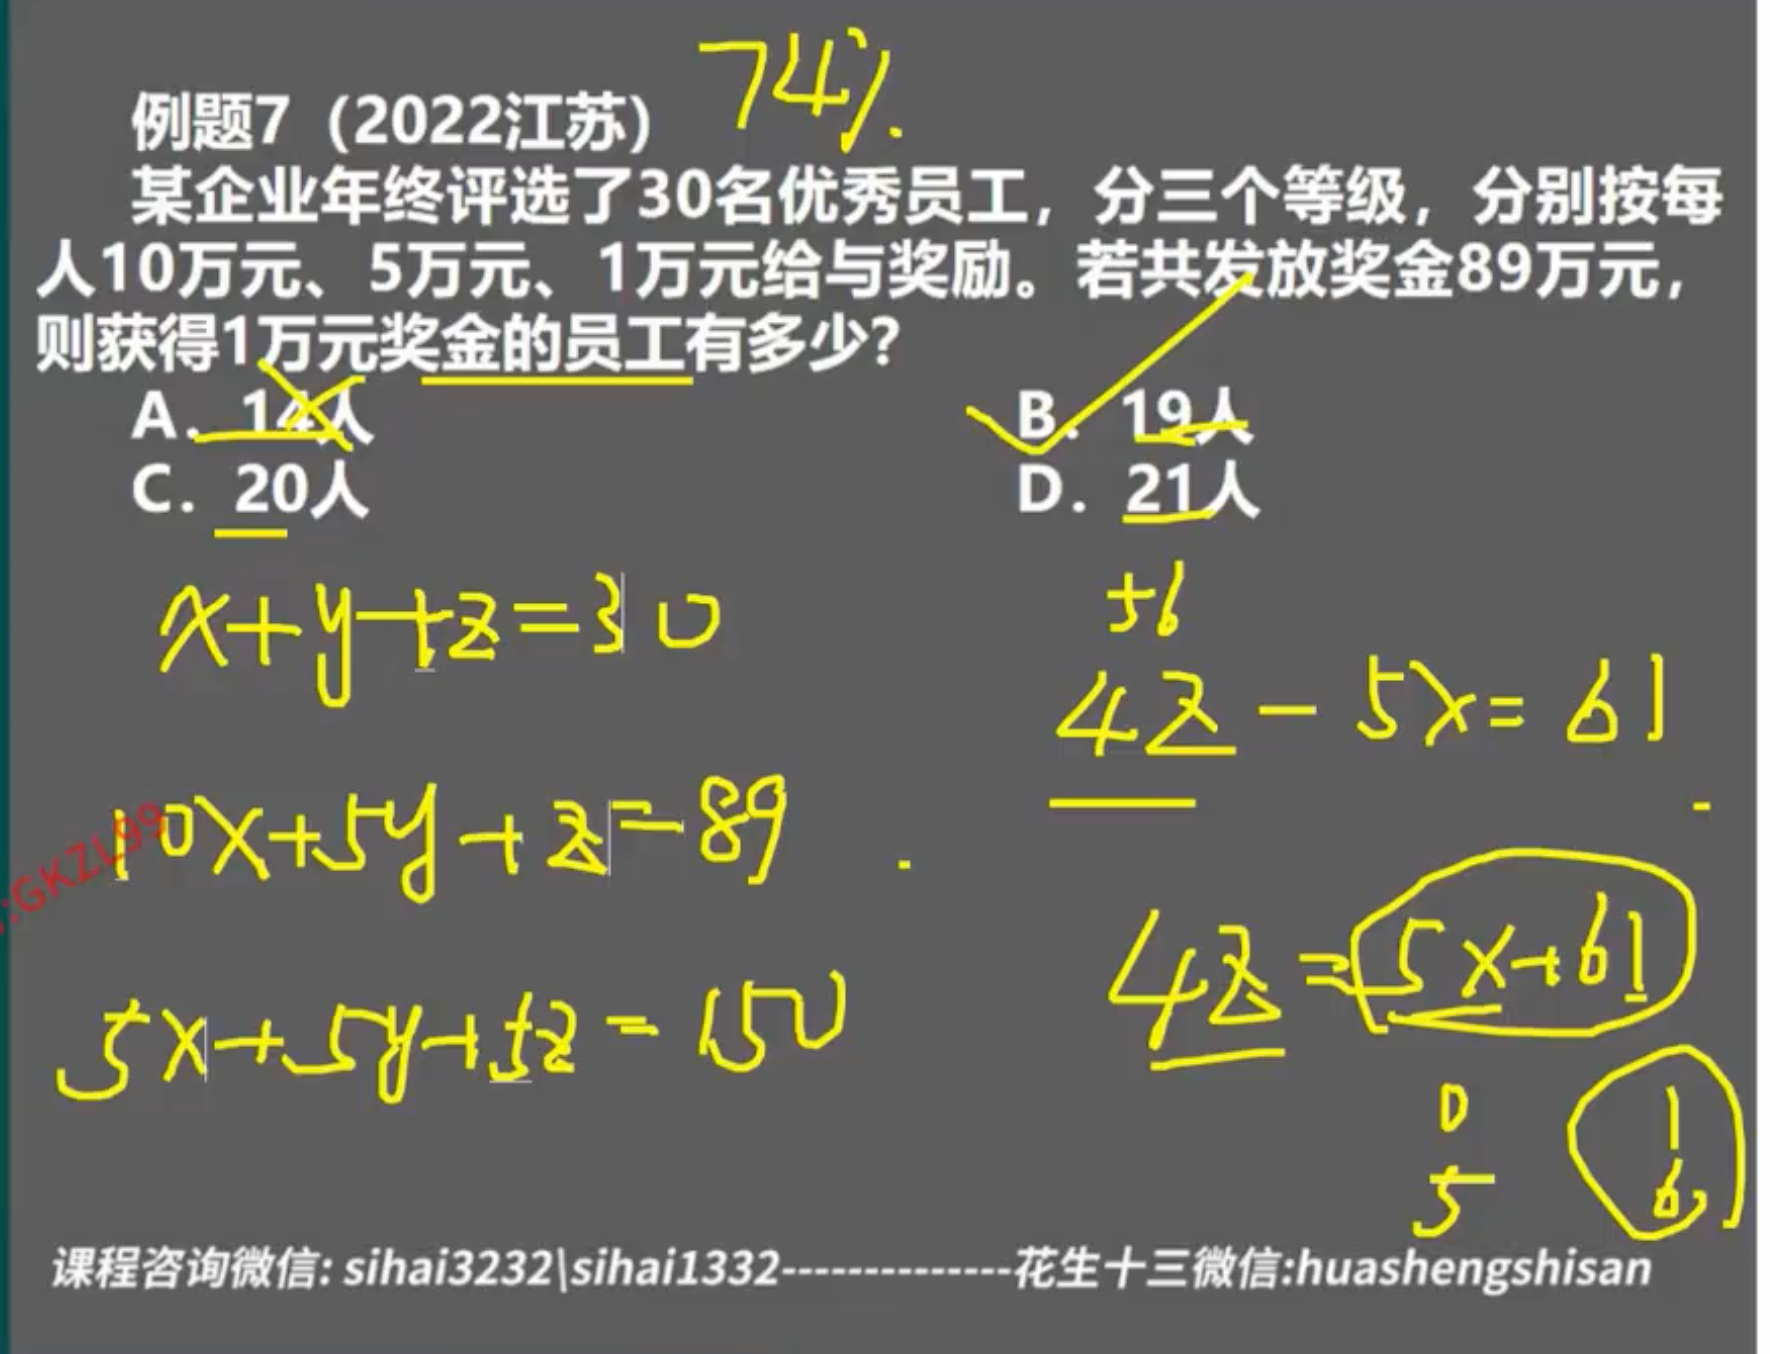 74%.
例题7（2022江苏）
某企业年终评选了30名优秀员工，分三个等级，分别按每
人10万元、5万元、1万元给与奖励。若共发放奖金89万元，
则获得1万元奖金的员工有多少？
A．14人
B．19人
C．20人
D．21人
x+y+z=30
56
4z-5x=61
10x+5y+z=89
:GKZL99
4z=5x+61
5x+5y+5z=150
0 1
5 6
课程咨询微信: sihai3232\sihai1332--------------花生十三微信:huashengshisan